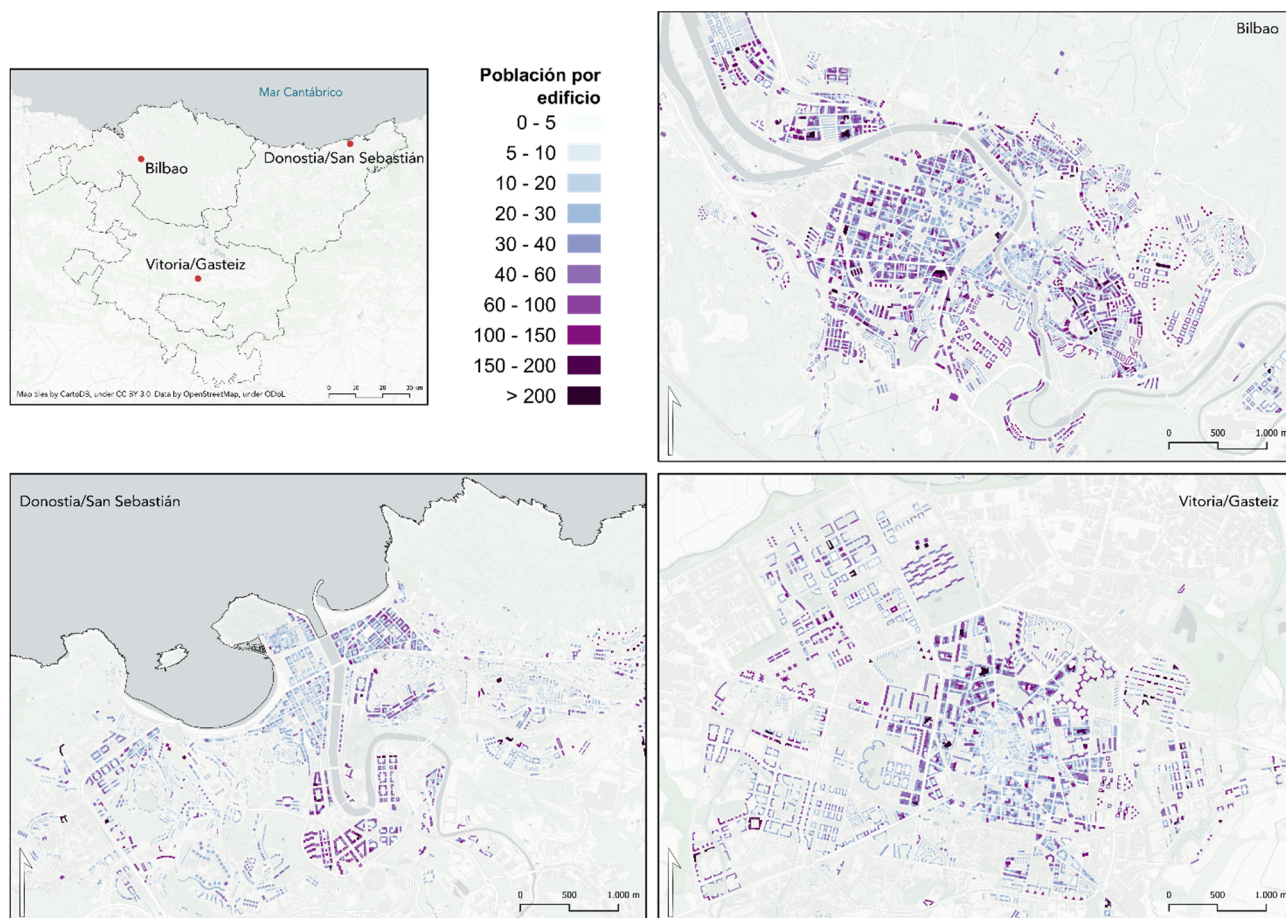 Mar Cantábrico
Donostia/San Sebastián
Bilbao
Vitoria/Gasteiz
Map tiles by CartoDB, under CC BY 3.0. Data by OpenStreetMap, under ODbL
0 10 20 30 km
Población por
edificio
0 - 5
5 - 10
10 - 20
20 - 30
30 - 40
40 - 60
60 - 100
100 - 150
150 - 200
> 200
Bilbao
0 500 1.000 m
Donostia/San Sebastián
0 500 1.000 m
Vitoria/Gasteiz
0 500 1.000 m